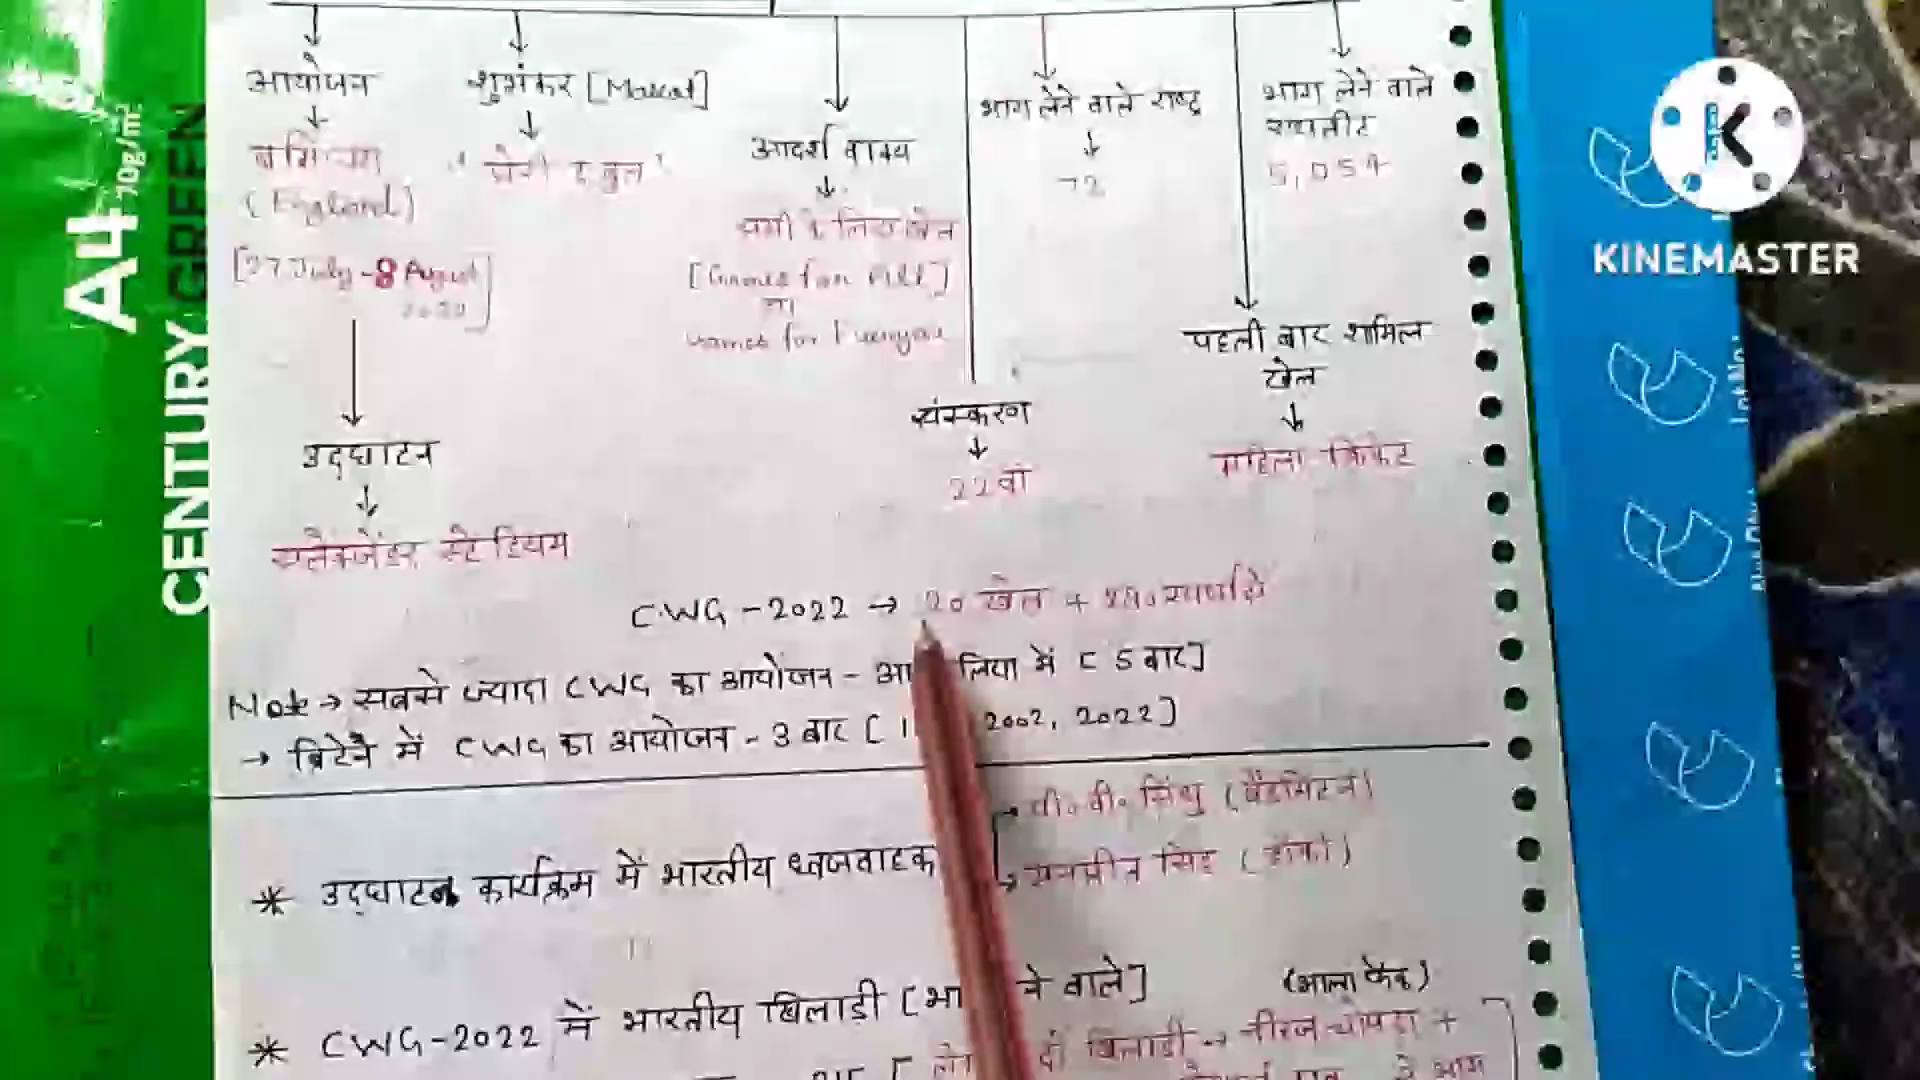 आयोजन
बर्मिंघम
(England)
[27 July - 8 August
2022]
उद्घाटन
एलेक्जेंडर स्टेडियम
शुभंकर [Mascot]
" पेरी द बुल "
आदर्श वाक्य
सभी के लिए खेल
[Games for All]
या
Games for Everyone
संस्करण
22वां
भाग लेने वाले राष्ट्र
72
भाग लेने वाले
5,054
पहली बार शामिल
खेल
महिला क्रिकेट
CWG - 2022 → 20 खेल + 280 स्पर्धाये
Note → सबसे ज्यादा CWG का आयोजन - में [5 बार]
→ ब्रिटेन में CWG का आयोजन - 3 बार [ 2002, 2022]
* उद्घाटन कार्यक्रम में भारतीय ध्वजवाहक
→ पी.वी. सिंधु (बैडमिंटन)
→ मनप्रीत सिंह (हॉकी)
* CWG-2022 में भारतीय खिलाड़ी [ वाले]
(भाला फेंक)
खिलाड़ी → नीरज चोपड़ा +
भाग
KINEMASTER
A4 70g/m²
CENTURY GREEN